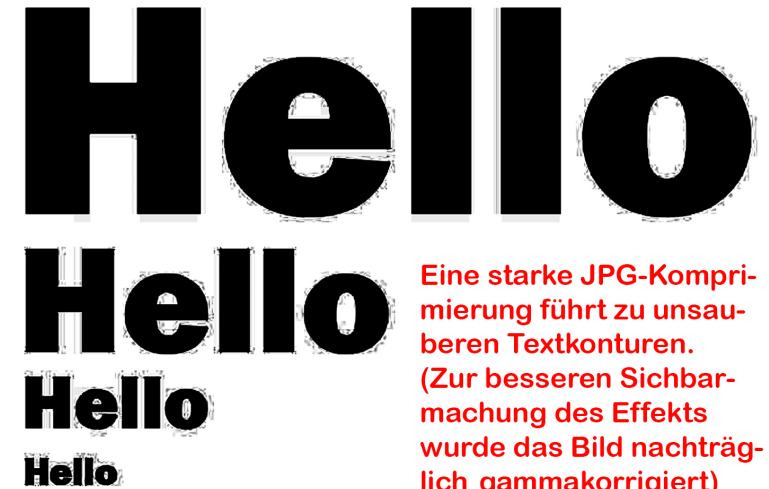 Hello
Hello
Eine starke JPG-Kompri-
mierung führt zu unsau-
beren Textkonturen.
(Zur besseren Sichbar-
machung des Effekts
wurde das Bild nachträg-
lich gammakorrigiert)
Hello
Hello